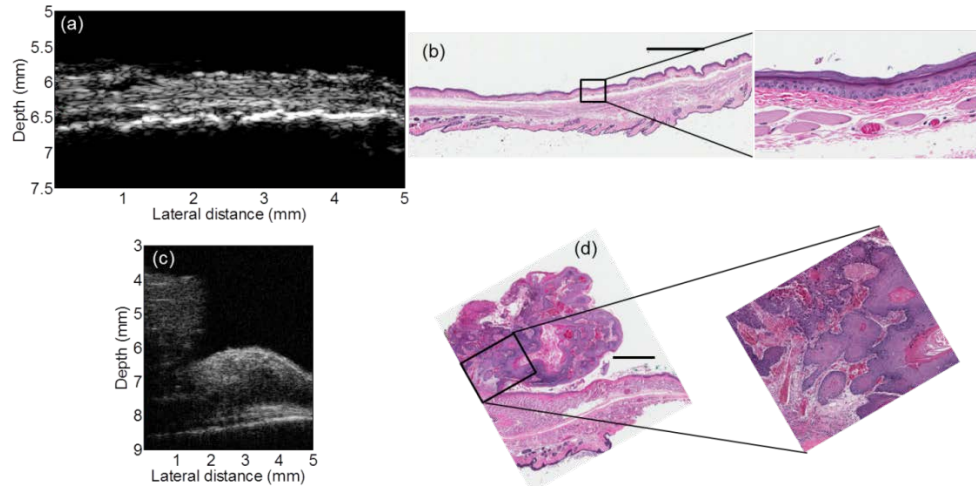 (a)
5
5.5
6
6.5
7
7.5
Depth (mm)
1 2 3 4 5
Lateral distance (mm)
(b)
(c)
3
4
5
6
7
8
9
Depth (mm)
1 2 3 4 5
Lateral distance (mm)
(d)